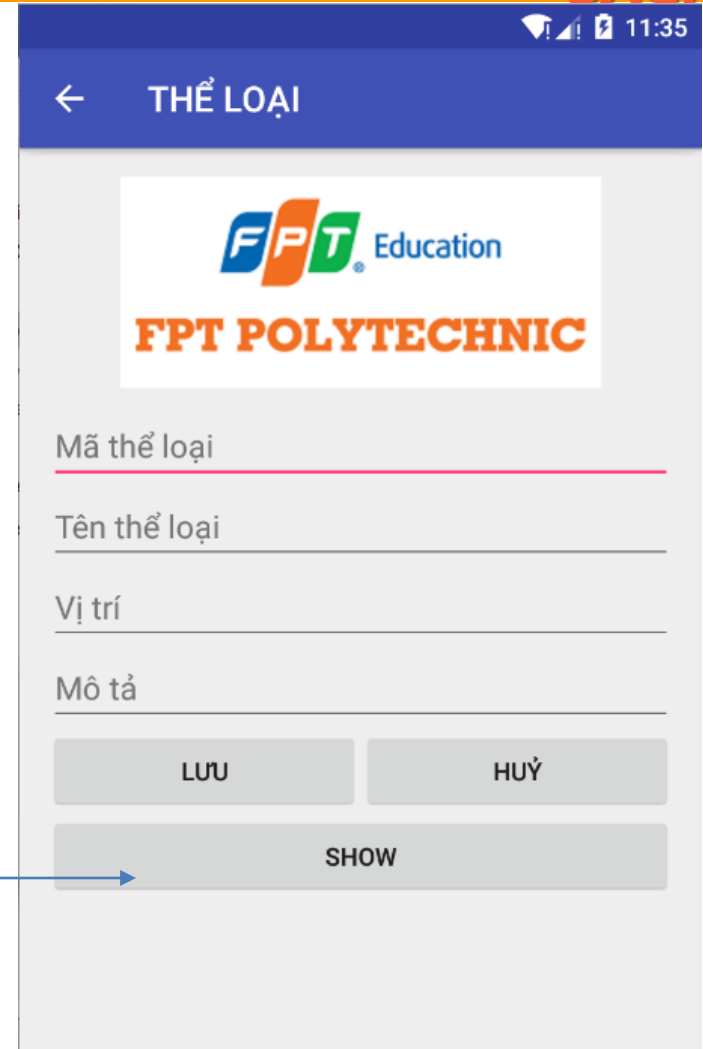 11:35
THỂ LOẠI
FPT Education
FPT POLYTECHNIC
Mã thể loại
Tên thể loại
Vị trí
Mô tả
LƯU HUỶ
SHOW